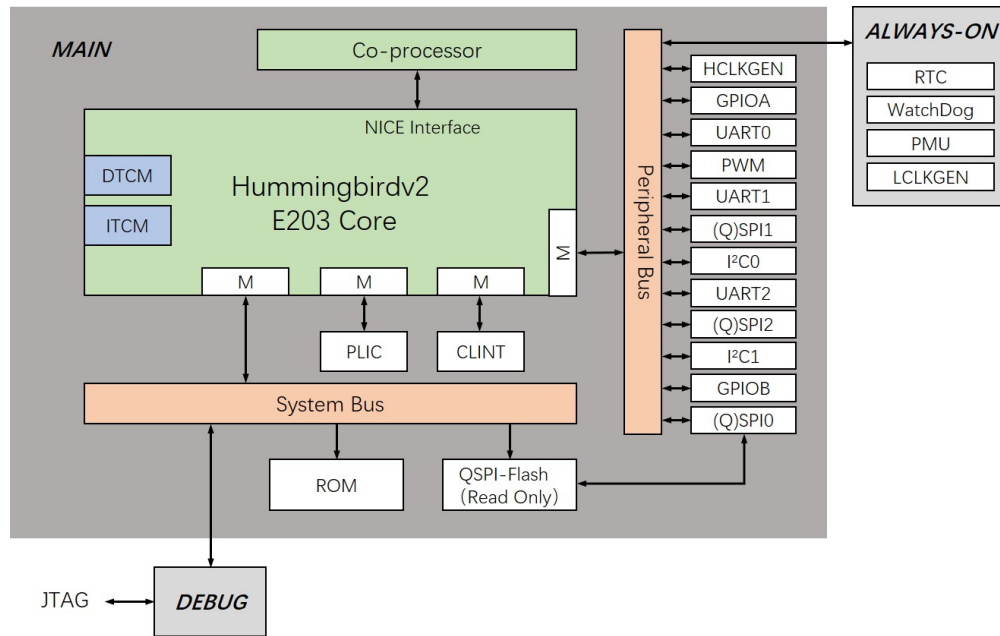 MAIN
Co-processor
NICE Interface
DTCM
ITCM
Hummingbirdv2
E203 Core
M
M
M
M
PLIC
CLINT
System Bus
ROM
QSPI-Flash
(Read Only)
JTAG
DEBUG
Peripheral Bus
HCLKGEN
GPIOA
UART0
PWM
UART1
(Q)SPI1
I²C0
UART2
(Q)SPI2
I²C1
GPIOB
(Q)SPI0
ALWAYS-ON
RTC
WatchDog
PMU
LCLKGEN